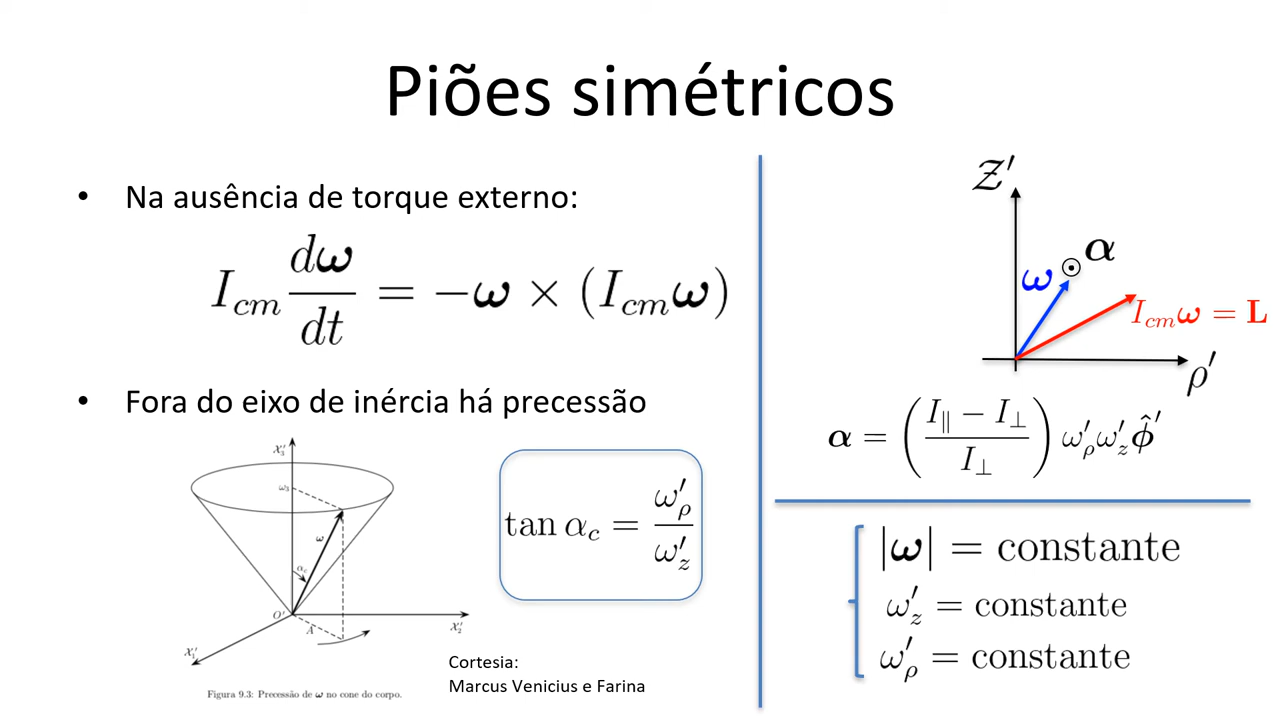 Piões simétricos
• Na ausência de torque externo:
I_cm dω/dt = −ω × (I_cm ω)
• Fora do eixo de inércia há precessão
X'_3
ω_3
ω
α_c
O'
A
X'_2
X'_1
Figura 9.3: Precessão de ω no cone do corpo.
tan α_c = ω'_ρ / ω'_z
Cortesia:
Marcus Venicius e Farina
Z'
α
ω
I_cm ω = L
ρ'
α = ( (I_∥ − I_⊥) / I_⊥ ) ω'_ρ ω'_z ϕ̂'
|ω| = constante
ω'_z = constante
ω'_ρ = constante